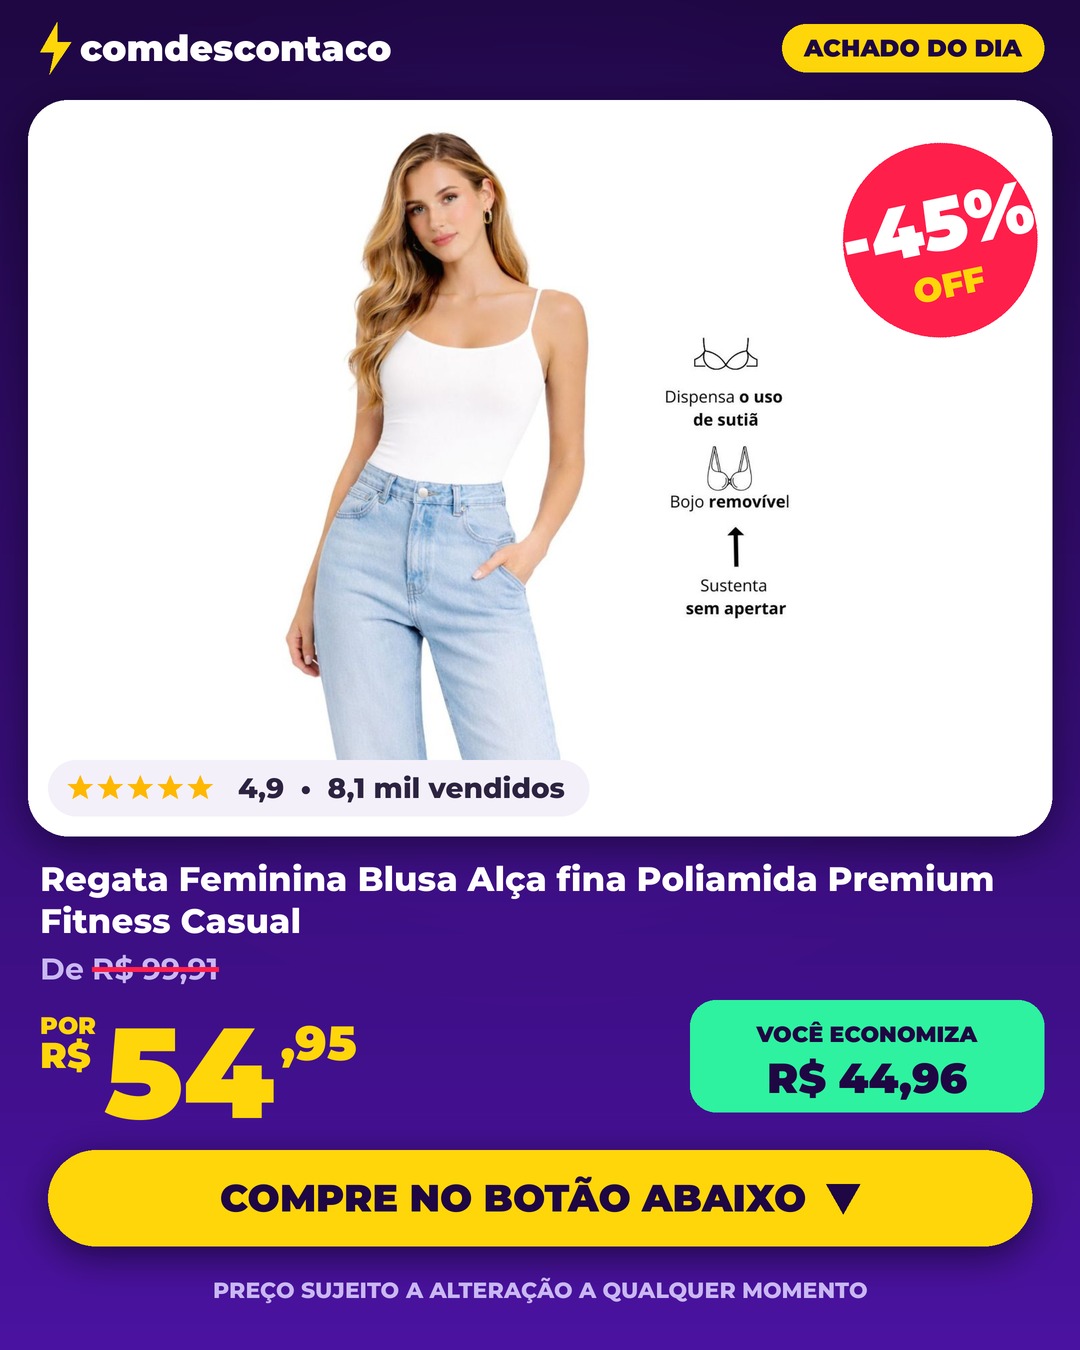 comdescontaco
ACHADO DO DIA
-45%
OFF
Dispensa o uso
de sutiã
Bojo removível
Sustenta
sem apertar
4,9 • 8,1 mil vendidos
Regata Feminina Blusa Alça fina Poliamida Premium
Fitness Casual
De R$ 99,91
POR
R$ 54,95
VOCÊ ECONOMIZA
R$ 44,96
COMPRE NO BOTÃO ABAIXO ▼
PREÇO SUJEITO A ALTERAÇÃO A QUALQUER MOMENTO